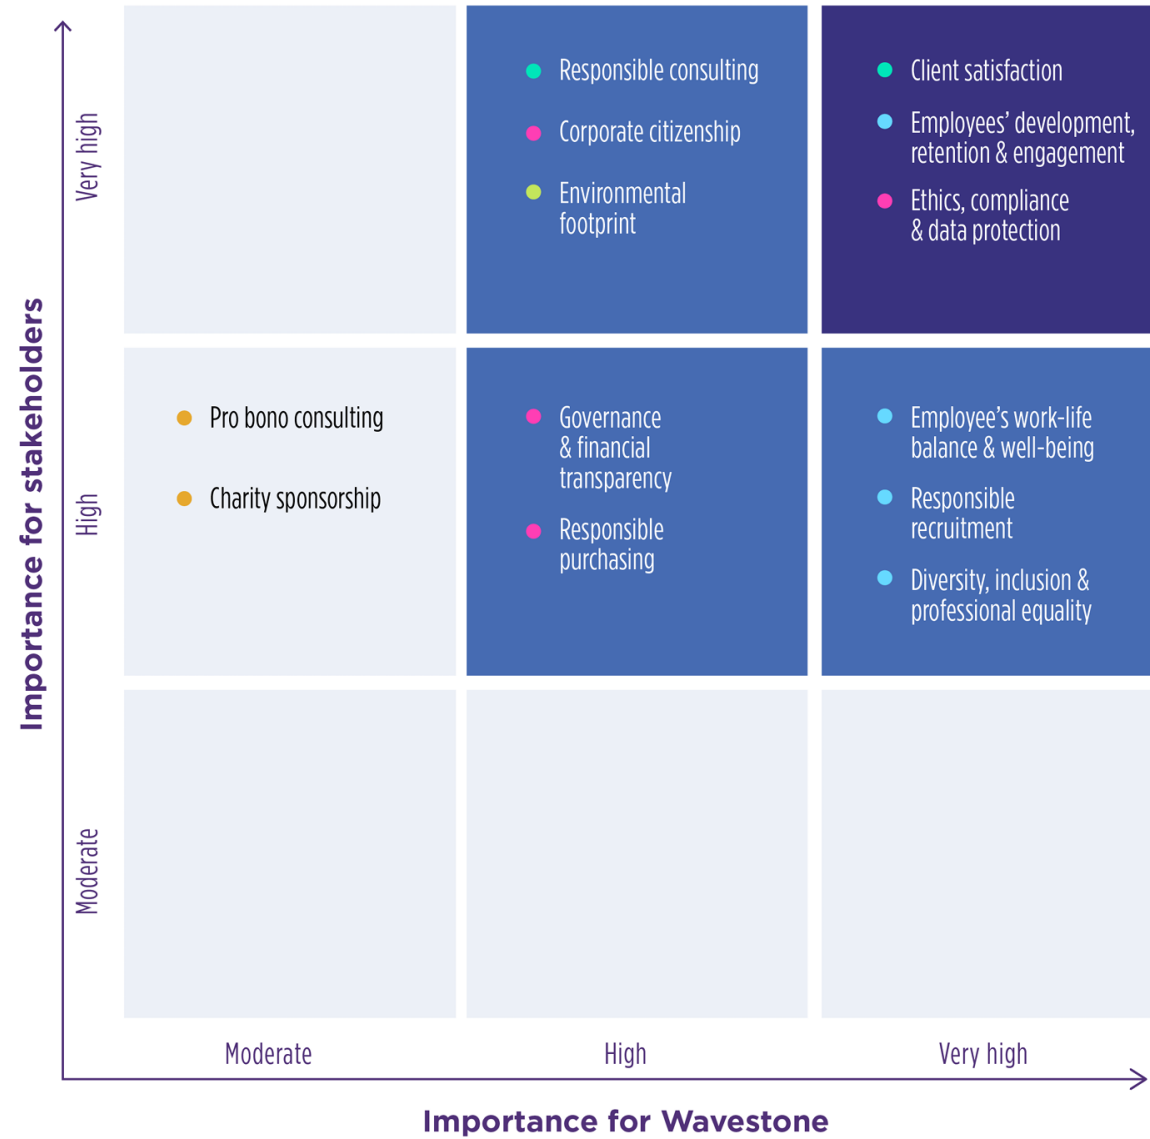 Importance for stakeholders
Very high
Responsible consulting
Corporate citizenship
Environmental
footprint
Client satisfaction
Employees’ development,
retention & engagement
Ethics, compliance
& data protection
High
Pro bono consulting
Charity sponsorship
Governance
& financial
transparency
Responsible
purchasing
Employee’s work-life
balance & well-being
Responsible
recruitment
Diversity, inclusion &
professional equality
Moderate
Moderate
High
Very high
Importance for Wavestone